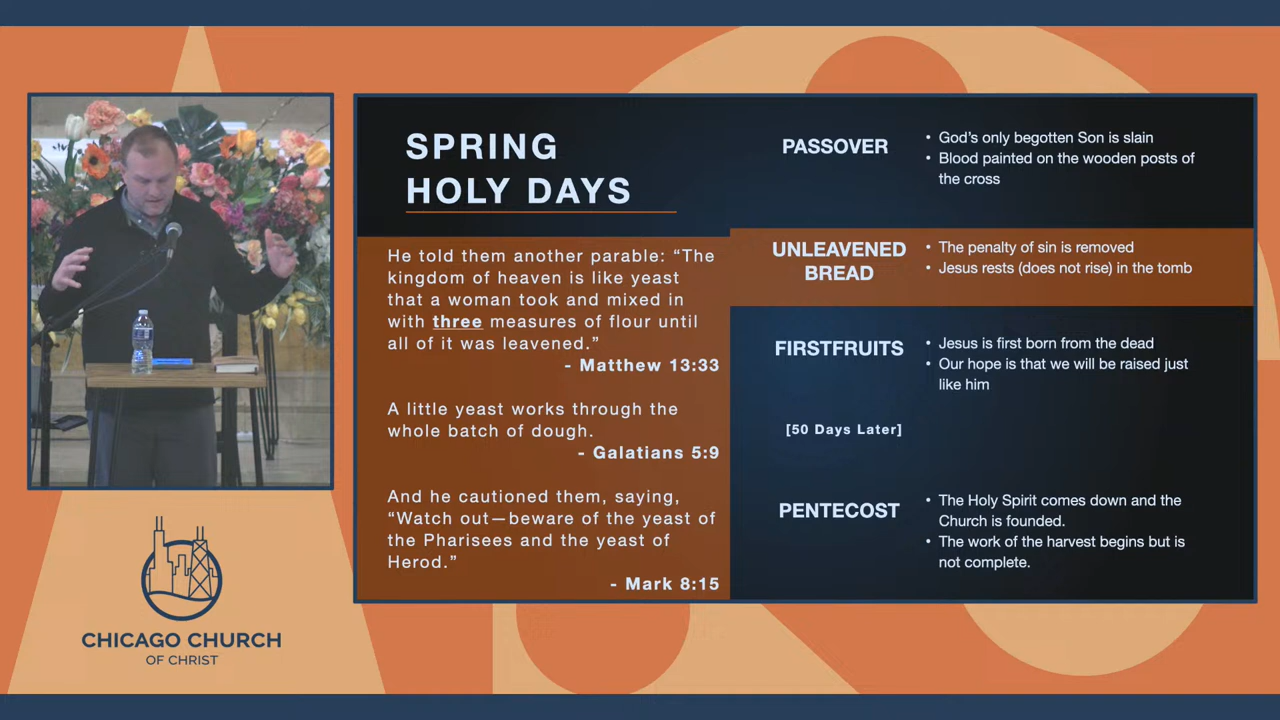 SPRING
HOLY DAYS
He told them another parable: “The
kingdom of heaven is like yeast
that a woman took and mixed in
with three measures of flour until
all of it was leavened.”
- Matthew 13:33
A little yeast works through the
whole batch of dough.
- Galatians 5:9
And he cautioned them, saying,
“Watch out—beware of the yeast of
the Pharisees and the yeast of
Herod.”
- Mark 8:15
PASSOVER
• God’s only begotten Son is slain
• Blood painted on the wooden posts of
the cross
UNLEAVENED
BREAD
• The penalty of sin is removed
• Jesus rests (does not rise) in the tomb
FIRSTFRUITS
• Jesus is first born from the dead
• Our hope is that we will be raised just
like him
[50 Days Later]
PENTECOST
• The Holy Spirit comes down and the
Church is founded.
• The work of the harvest begins but is
not complete.
CHICAGO CHURCH
OF CHRIST